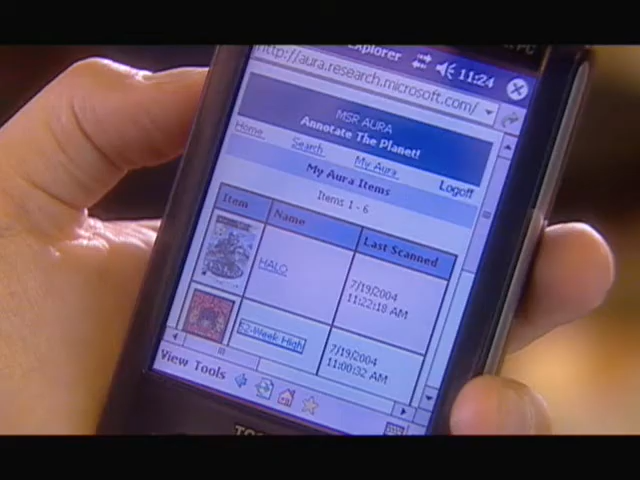 Explorer 11:24
http://aura.research.microsoft.com/
MSR AURA
Annotate The Planet!
Home Search My Aura Logoff
My Aura Items
Items 1 - 6
Item Name Last Scanned
HALO 7/19/2004
11:22:18 AM
52-Week High 7/19/2004
11:00:32 AM
View Tools